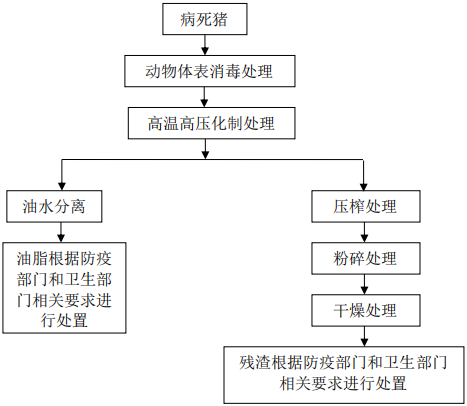 病死猪
动物体表消毒处理
高温高压化制处理
油水分离
压榨处理
油脂根据防疫
部门和卫生部
门相关要求进
行处置
粉碎处理
干燥处理
残渣根据防疫部门和卫生部门
相关要求进行处置